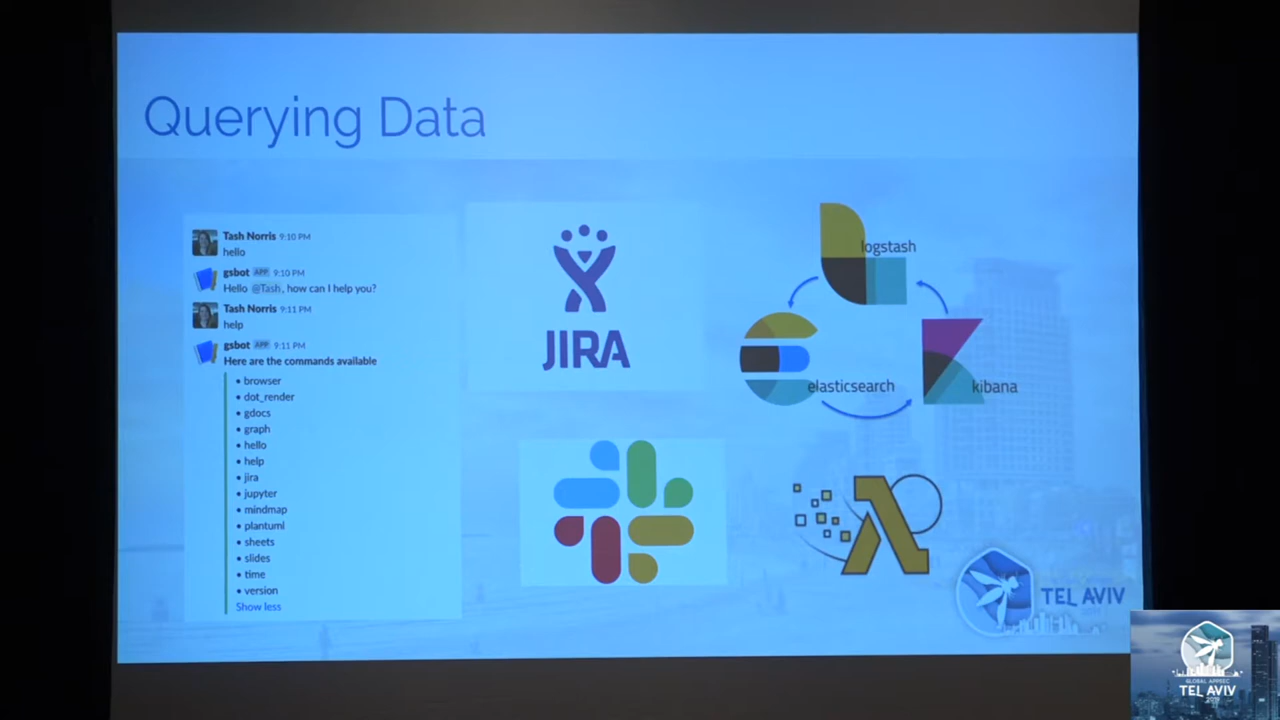 Querying Data
Tash Norris 9:10 PM
hello
gsbot APP 9:10 PM
Hello @Tash, how can I help you?
Tash Norris 9:11 PM
help
gsbot APP 9:11 PM
Here are the commands available
• browser
• dot_render
• gdocs
• graph
• hello
• help
• jira
• jupyter
• mindmap
• plantuml
• sheets
• slides
• time
• version
Show less
JIRA
logstash
elasticsearch
kibana
TEL AVIV
GLOBAL APPSEC
TEL AVIV